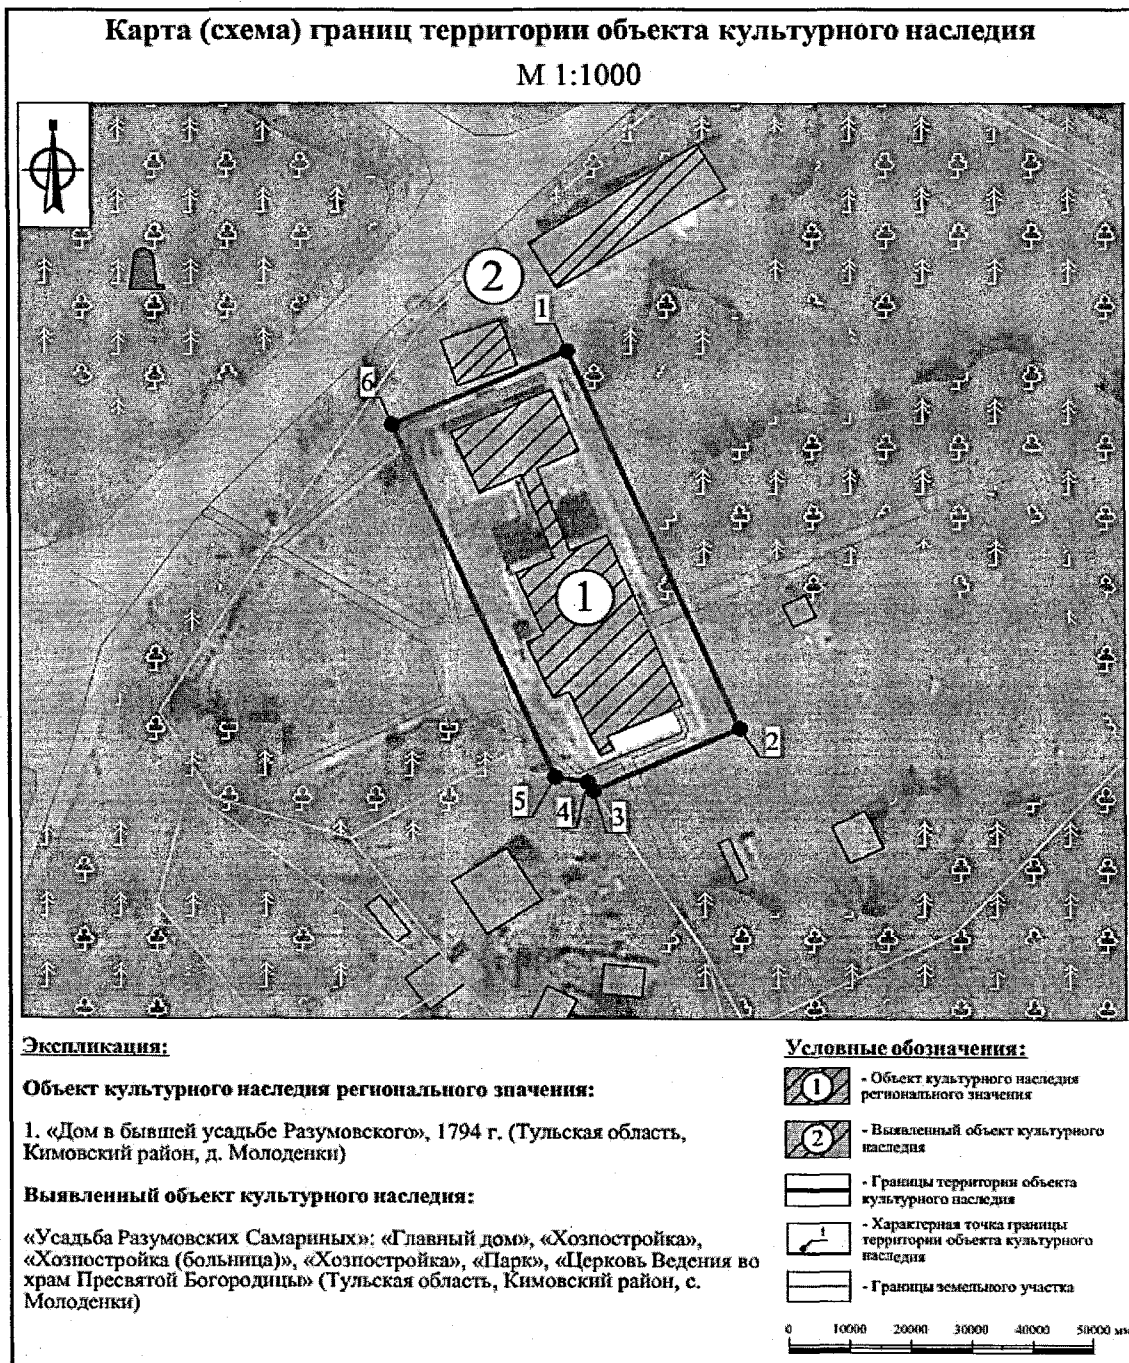 Карта (схема) границ территории объекта культурного наследия
М 1:1000
2
1
6
1
2
5
4
3
Экспликация:
Объект культурного наследия регионального значения:
1. «Дом в бывшей усадьбе Разумовского», 1794 г. (Тульская область,
Кимовский район, д. Молоденки)
Выявленный объект культурного наследия:
«Усадьба Разумовских Самариных»: «Главный дом», «Хозпостройка»,
«Хозпостройка (больница)», «Хозпостройка», «Парк», «Церковь Ведения во
храм Пресвятой Богородицы» (Тульская область, Кимовский район, с.
Молоденки)
Условные обозначения:
1
- Объект культурного наследия
регионального значения
2
- Выявленный объект культурного
наследия
- Границы территории объекта
культурного наследия
1
- Характерная точка границы
территории объекта культурного
наследия
- Границы земельного участка
0 10000 20000 30000 40000 50000 мм